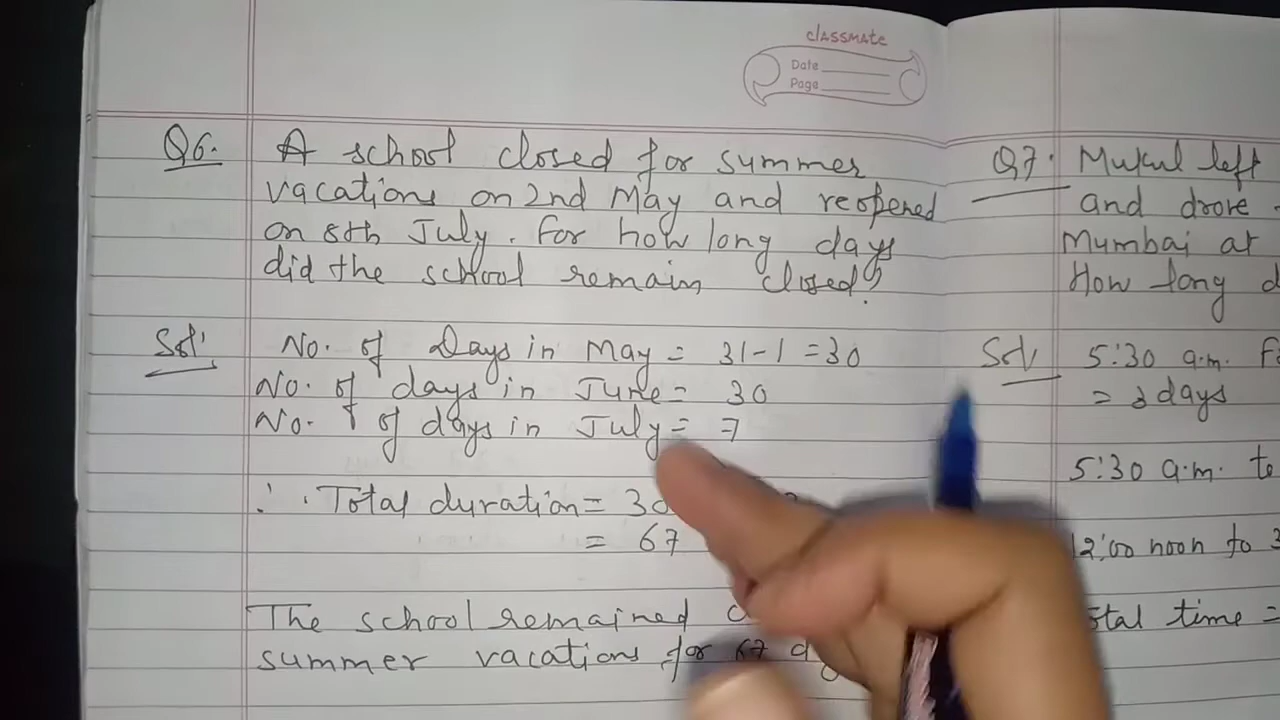 classmate
Date
Page
Q6. A school closed for summer
vacations on 2nd May and reopened
on 8th July. For how long days
did the school remain closed?
Sol: No. of Days in May = 31-1 = 30
No. of days in June = 30
No. of days in July = 7
∴ Total duration = 30
= 67
The school remained
summer vacations for 67
Q7. Mukul left
and drove
Mumbai at
How long
Sol: 5:30 a.m.
= 2 days
5:30 a.m. to
12:00 noon to 3
total time =